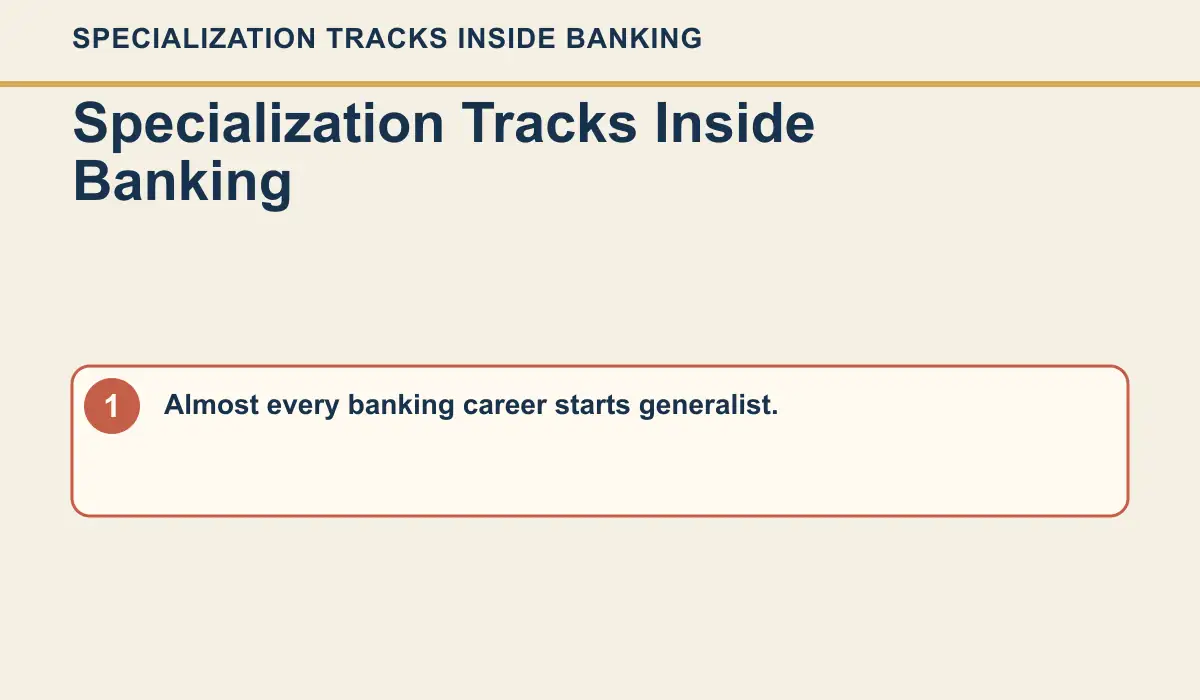 SPECIALIZATION TRACKS INSIDE BANKING
Specialization Tracks Inside
Banking
1
Almost every banking career starts generalist.